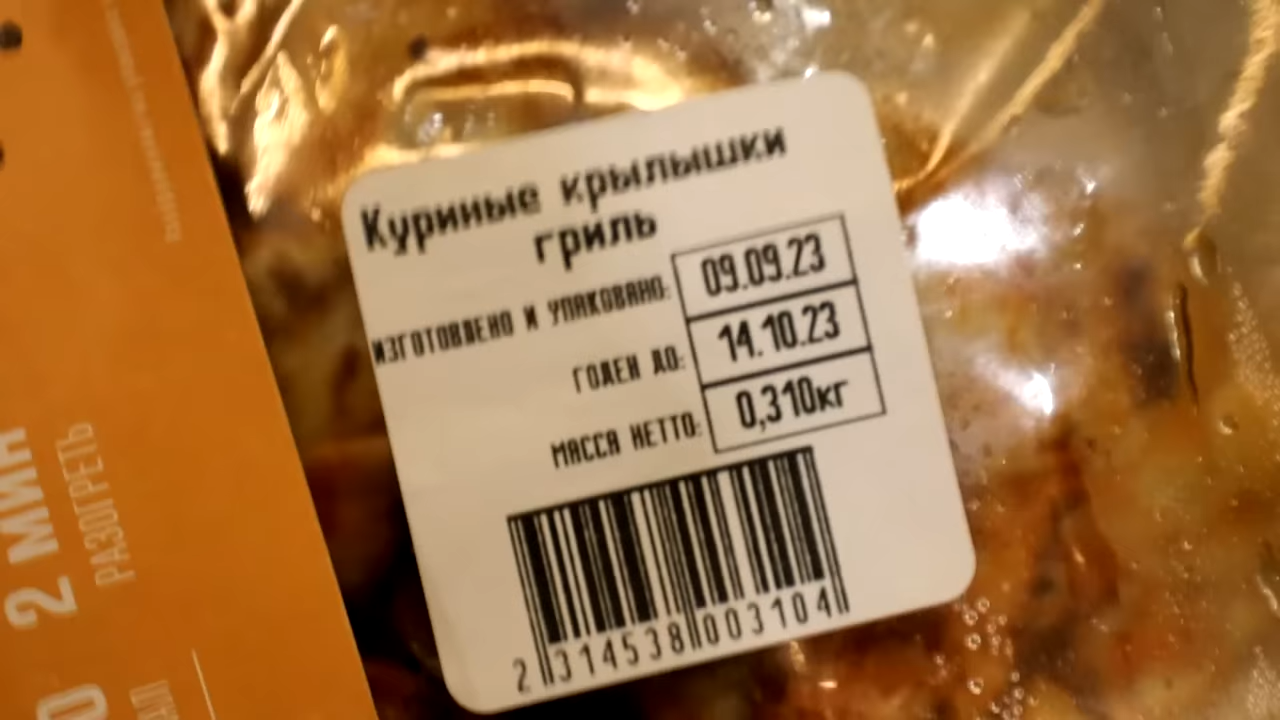 Куриные крылышки
гриль
ИЗГОТОВЛЕНО И УПАКОВАНО: 09.09.23
ГОДЕН ДО: 14.10.23
МАССА НЕТТО: 0,310кг
2 314538 003104
2 МИН
РАЗОГРЕТЬ